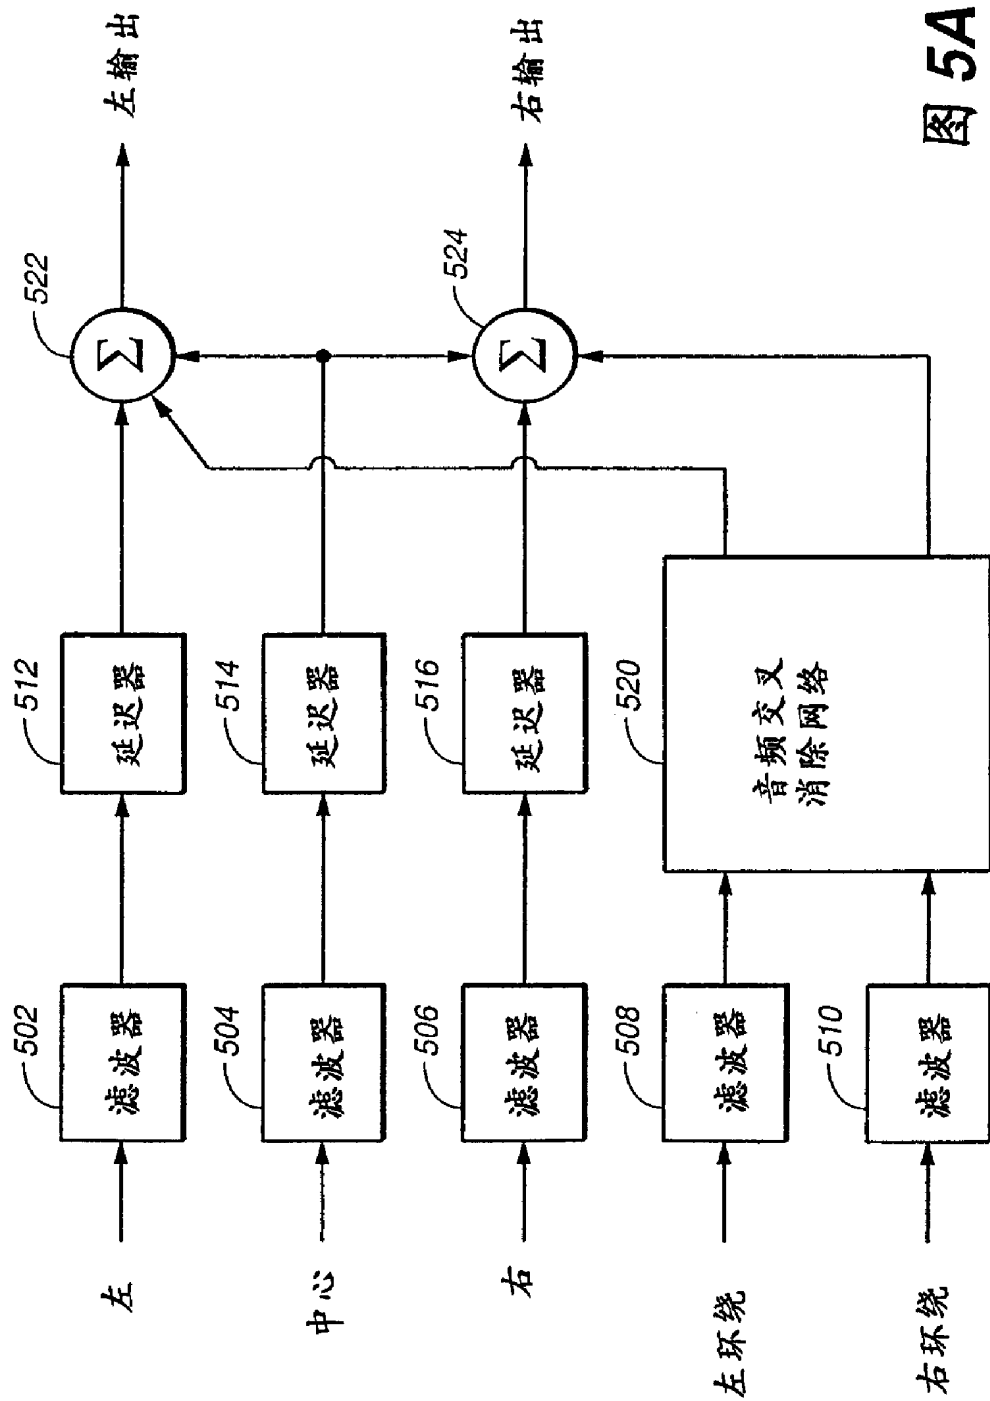 左
502
滤波器
512
延迟器
522
Σ
左输出
中心
504
滤波器
514
延迟器
右
506
滤波器
516
延迟器
524
Σ
右输出
左环绕
508
滤波器
520
音频交叉
消除网络
右环绕
510
滤波器
图 5A